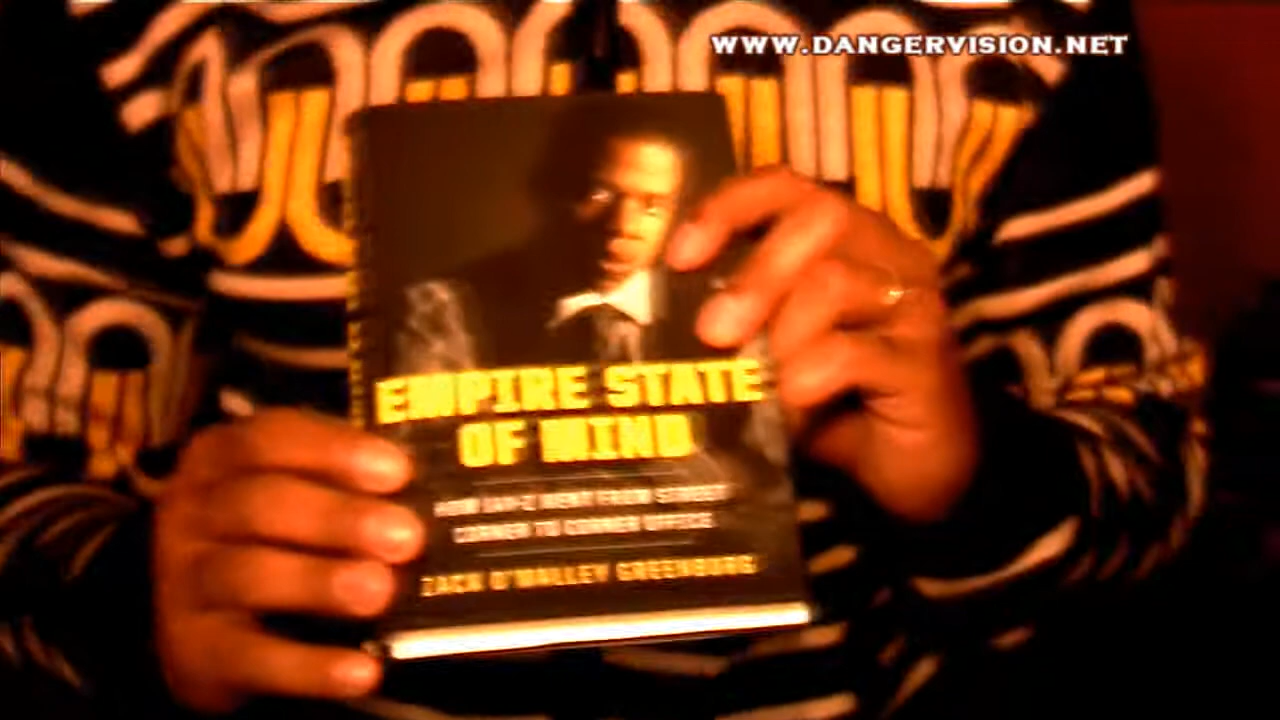 WWW.DANGERVISION.NET
EMPIRE STATE
OF MIND
HOW JAY-Z WENT FROM STREET
CORNER TO CORNER OFFICE
ZACK O'MALLEY GREENBURG